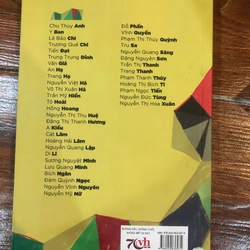 Chu Thùy Anh
Y Ban
Lê Bảo Chi
Trương Quế Chi
Tiến Đạt
Trung Trung Đỉnh
Văn Giá
An Hạ
Trang Hạ
Nguyễn Việt Hà
Võ Thị Xuân Hà
Trần Mỹ Hiền
Tô Hoài
Hồng Hoang
Nguyễn Thị Thu Huệ
Đặng Thị Thanh Hương
A Kiều
Cát Lâm
Hoàng Hải Lâm
Nguyễn Quang Lập
Di Li
Sương Nguyệt Minh
Lưu Quang Minh
Bích Ngân
Đàm Quỳnh Ngọc
Nguyễn Vĩnh Nguyên
Nguyễn Mỹ Nữ
Đỗ Phấn
Vĩnh Quyền
Phạm Thị Thúy Quỳnh
Tru Sa
Nguyễn Quang Sáng
Đặng Nguyên Sơn
Trần Thị Thanh
Trang Thanh
Phạm Thanh Thúy
Hoàng Thị Bích Ti
Phạm Ngọc Tiến
Nguyễn Đức Tùng
Nguyễn Thị Hoa Xuân